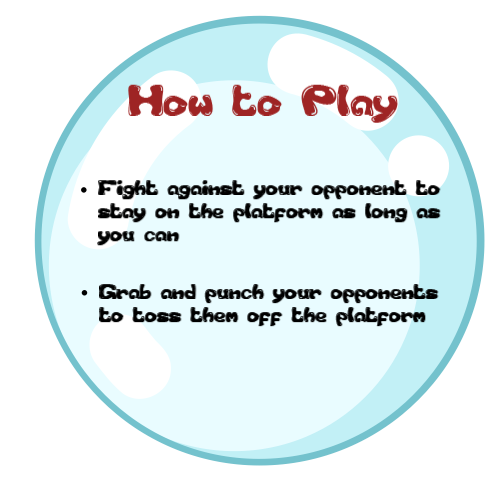 How to Play
• Fight against your opponent to
stay on the platform as long as
you can
• Grab and punch your opponents
to toss them off the platform